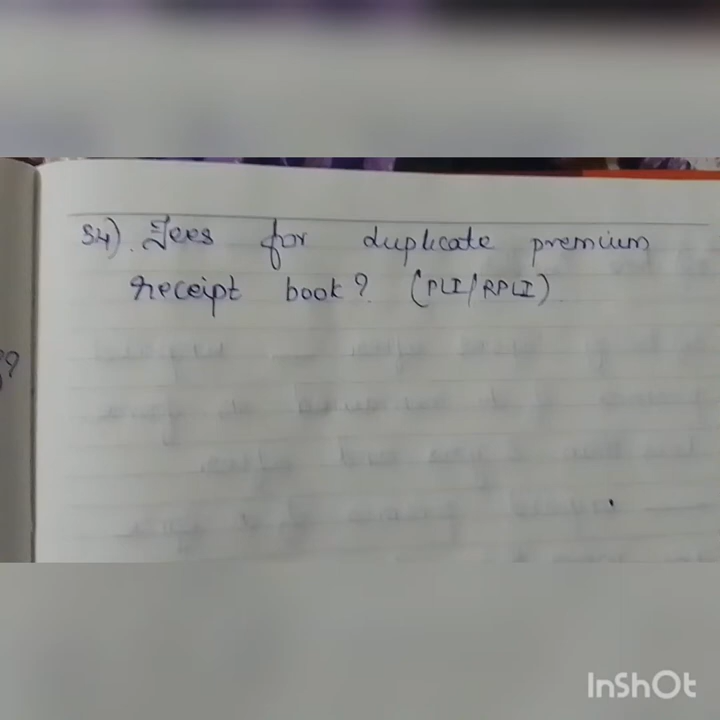 54). Fees for duplicate premium
receipt book? (PLI/RPLI)
?
InShOt